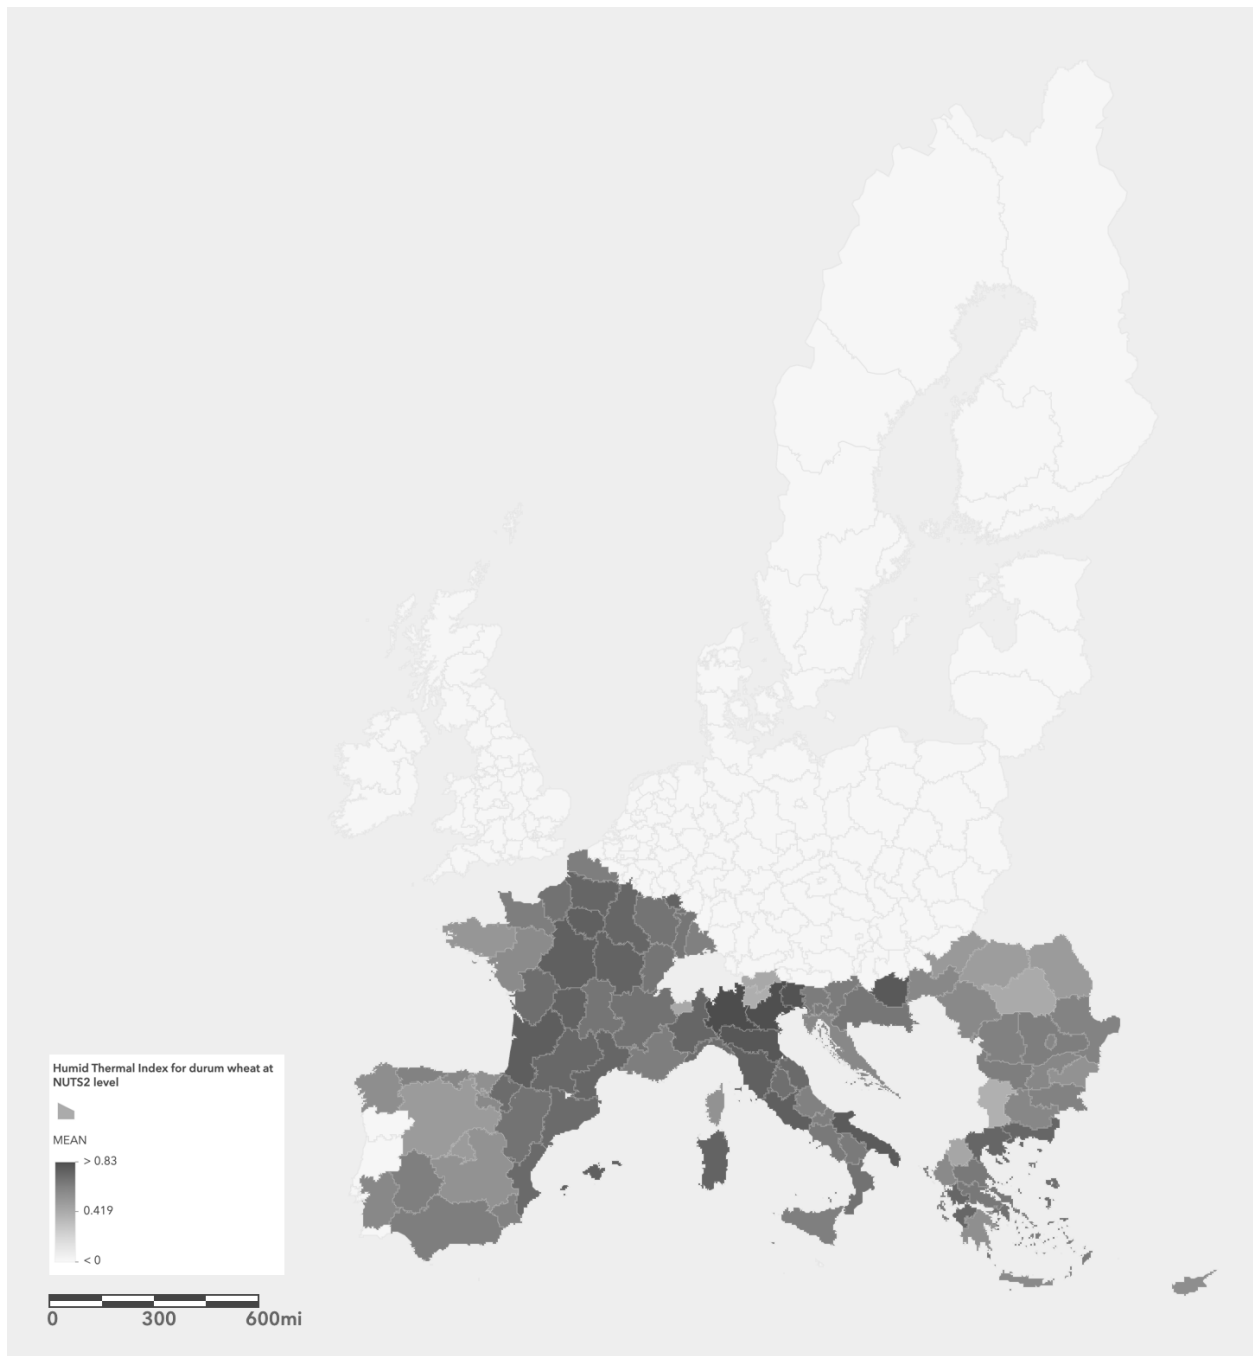 Humid Thermal Index for durum wheat at
NUTS2 level
MEAN
> 0.83
0.419
< 0
0 300 600mi